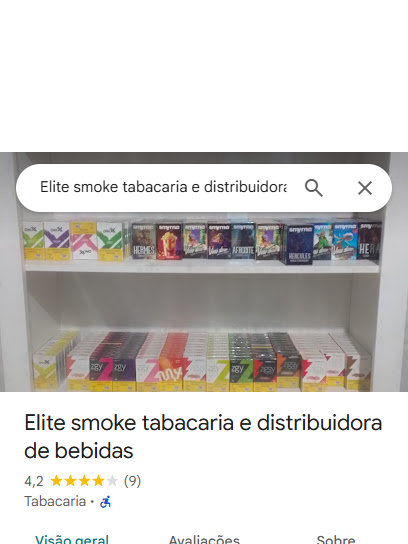 Elite smoke tabacaria e distribuidora
HERMES
AFRODITE
HERCULES
Elite smoke tabacaria e distribuidora
de bebidas
4,2 (9)
Tabacaria ·
Visão geral Avaliações Sobre